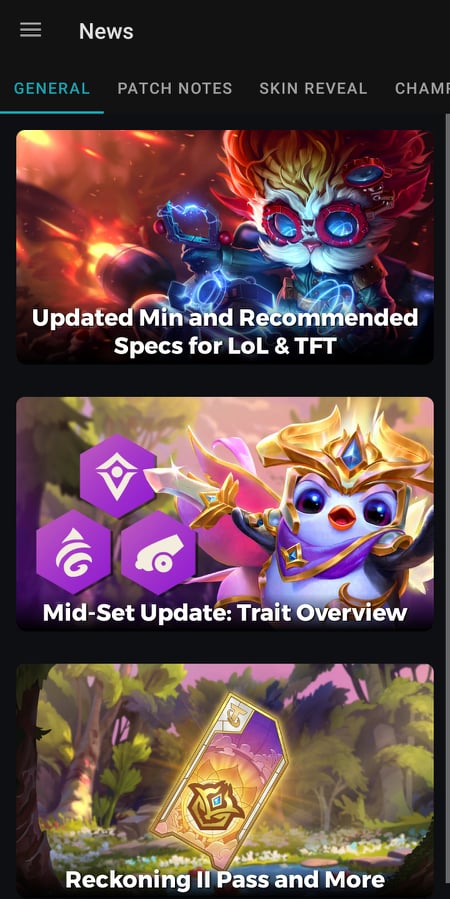 News
GENERAL PATCH NOTES SKIN REVEAL CHAMP
Updated Min and Recommended
Specs for LoL & TFT
Mid-Set Update: Trait Overview
Reckoning II Pass and More